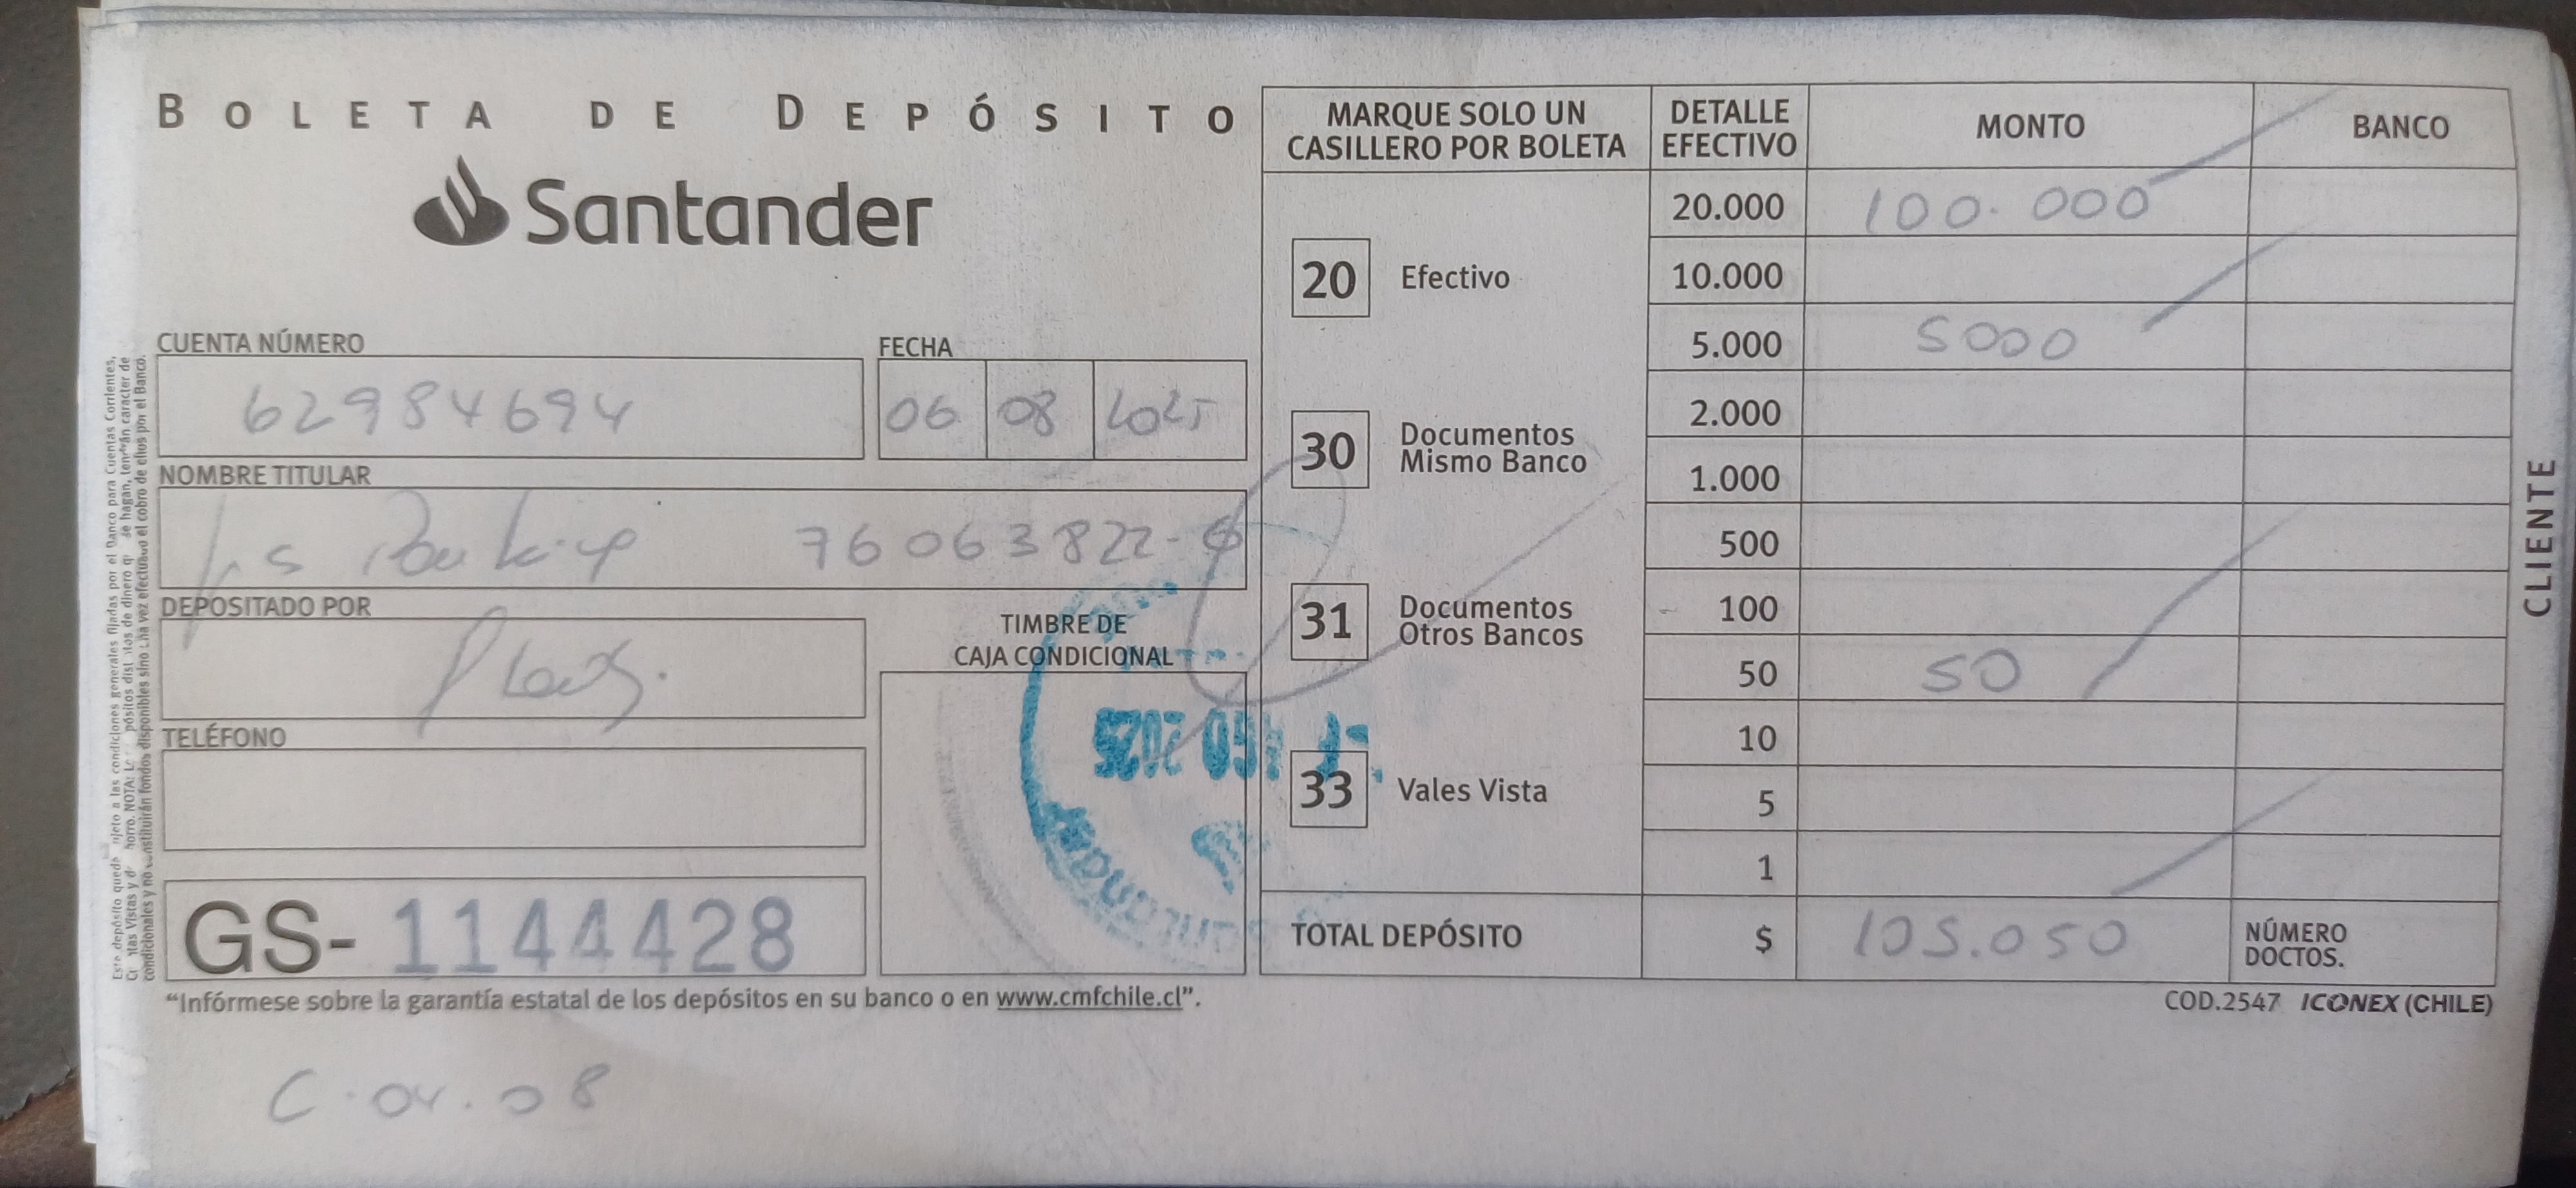 BOLETA DE DEPÓSITO
Santander
CUENTA NÚMERO
62984694
FECHA
06 08 2025
NOMBRE TITULAR
76063822-
DEPOSITADO POR
TELÉFONO
TIMBRE DE
CAJA CONDICIONAL
GS- 1144428
"Infórmese sobre la garantía estatal de los depósitos en su banco o en www.cmfchile.cl".
C.04.08
MARQUE SOLO UN
CASILLERO POR BOLETA
20 Efectivo
30 Documentos
Mismo Banco
31 Documentos
Otros Bancos
33 Vales Vista
DETALLE
EFECTIVO
MONTO
BANCO
20.000 100.000
10.000
5.000 5000
2.000
1.000
500
100
50 50
10
5
1
TOTAL DEPÓSITO $ 105.050
NÚMERO
DOCTOS.
COD.2547 ICONEX (CHILE)
CLIENTE
2025
Santander